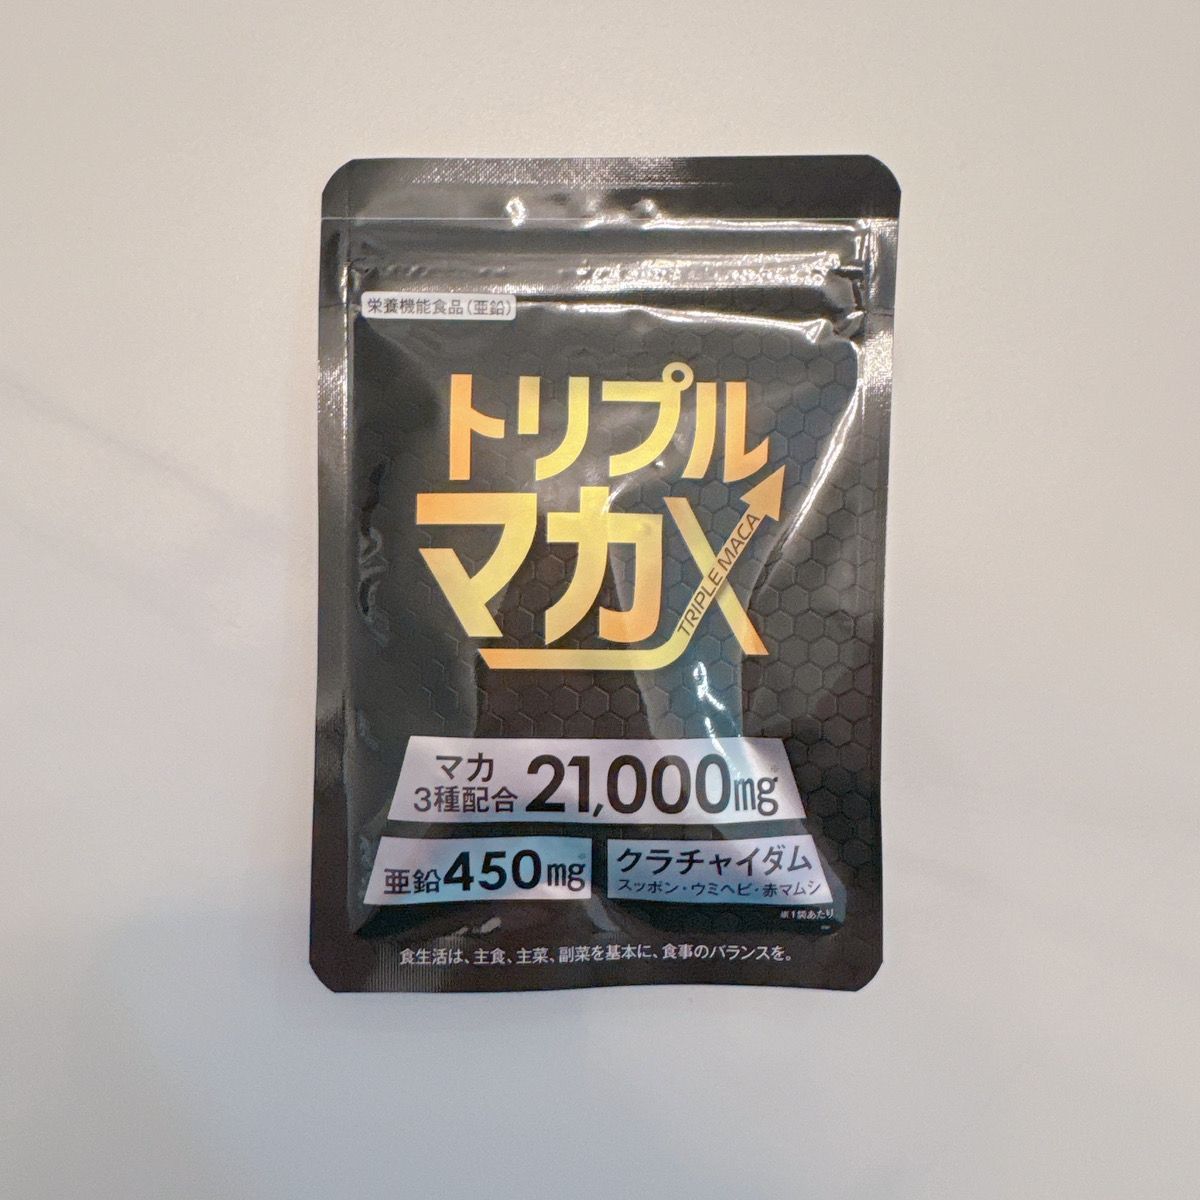 栄養機能食品(亜鉛)
トリプル
マカX
TRIPLE MACA
マカ
3種配合 21,000mg
亜鉛450mg
クラチャイダム
スッポン・ウミヘビ・赤マムシ
※1袋あたり
食生活は、主食、主菜、副菜を基本に、食事のバランスを。